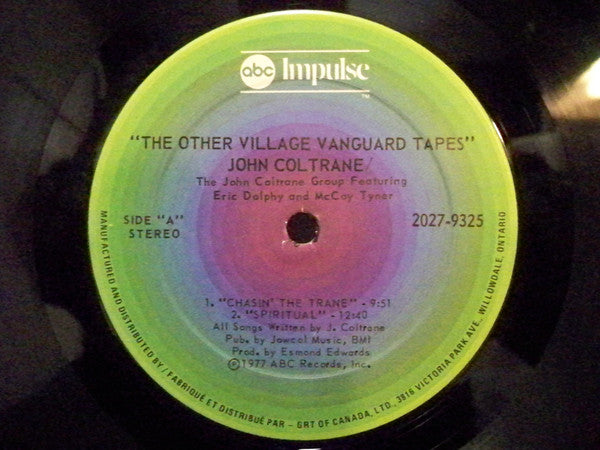 abc Impulse
TM
"THE OTHER VILLAGE VANGUARD TAPES"
JOHN COLTRANE/
The John Coltrane Group Featuring
Eric Dolphy and McCoy Tyner
SIDE "A"
STEREO
2027-9325
1. "CHASIN' THE TRANE" - 9:51
2. "SPIRITUAL" - 12:40
All Songs Written by J. Coltrane
Pub. by Jowcol Music, BMI
Prod. by Esmond Edwards
Ⓟ1977 ABC Records, Inc.
MANUFACTURED AND DISTRIBUTED BY / FABRIQUÉ ET DISTRIBUÉ PAR - GRT OF CANADA, LTD., 3816 VICTORIA PARK AVE., WILLOWDALE, ONTARIO